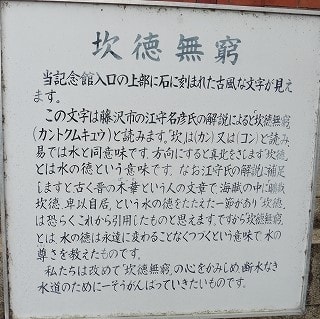 坎徳無窮
当記念館入口の上部に石に刻まれた古風な文字が見え
ます。
この文字は藤沢市の江守名彦氏の解説によると坎徳無窮
(カントクムキュウ)と読みます。"坎"は(カン)又は(コン)と読み、
易では水と同意味です。方向にすると真北をさします"坎徳"
とは水の徳という意味です。なお江守氏の解説に補足
しますと古く晋の木華という人の文章で海賦の中に
坎徳、卑以自居、という水の徳をたたえた一節があり"坎徳"
は恐らくこれから引用したものと思えます。ですから"坎徳無窮"
とは水の徳は永遠に変わることなくつづくという意味で水の
尊さを教えたものです。
私たちは改めて"坎徳無窮"の心をかみしめ、断水なき
水道のために一そうがんばっていきたいものです。